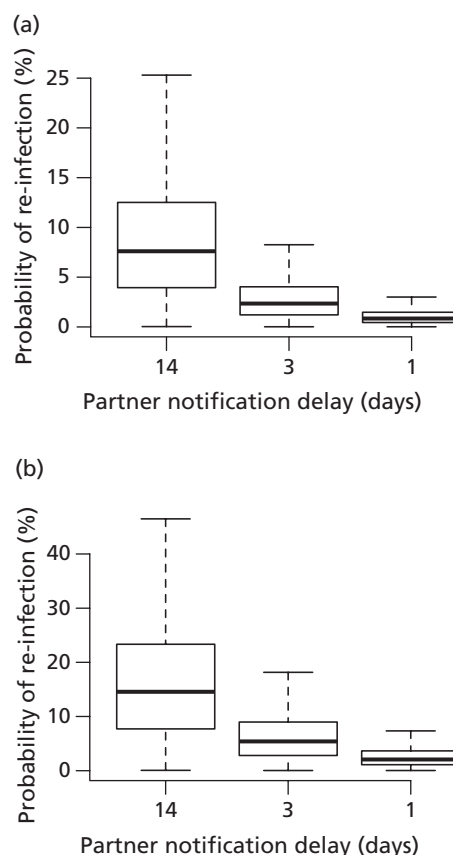 (a)
Probability of re-infection (%)
25
20
15
10
5
0
14 3 1
Partner notification delay (days)
(b)
Probability of re-infection (%)
40
30
20
10
0
14 3 1
Partner notification delay (days)